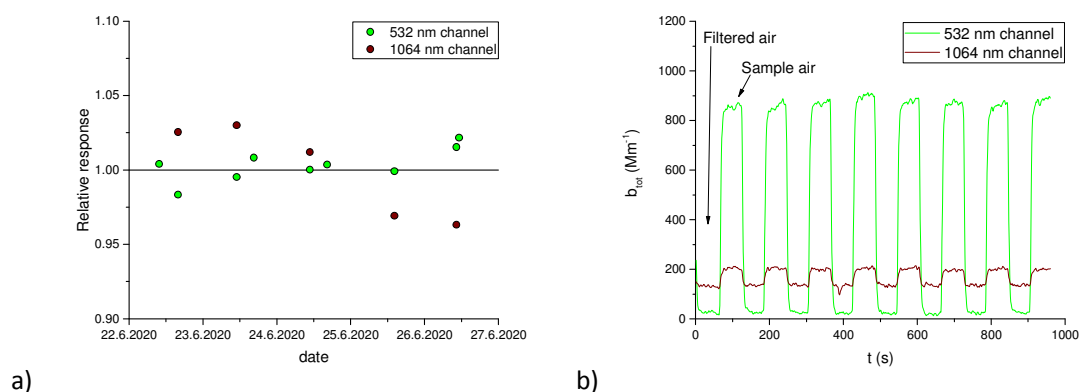 1.10
1.05
1.00
0.95
0.90
Relative response
22.6.2020 23.6.2020 24.6.2020 25.6.2020 26.6.2020 27.6.2020
date
532 nm channel
1064 nm channel
a)
1200
1000
800
600
400
200
0
b_tot (Mm⁻¹)
0 200 400 600 800 1000
t (s)
Filtered air
Sample air
532 nm channel
1064 nm channel
b)